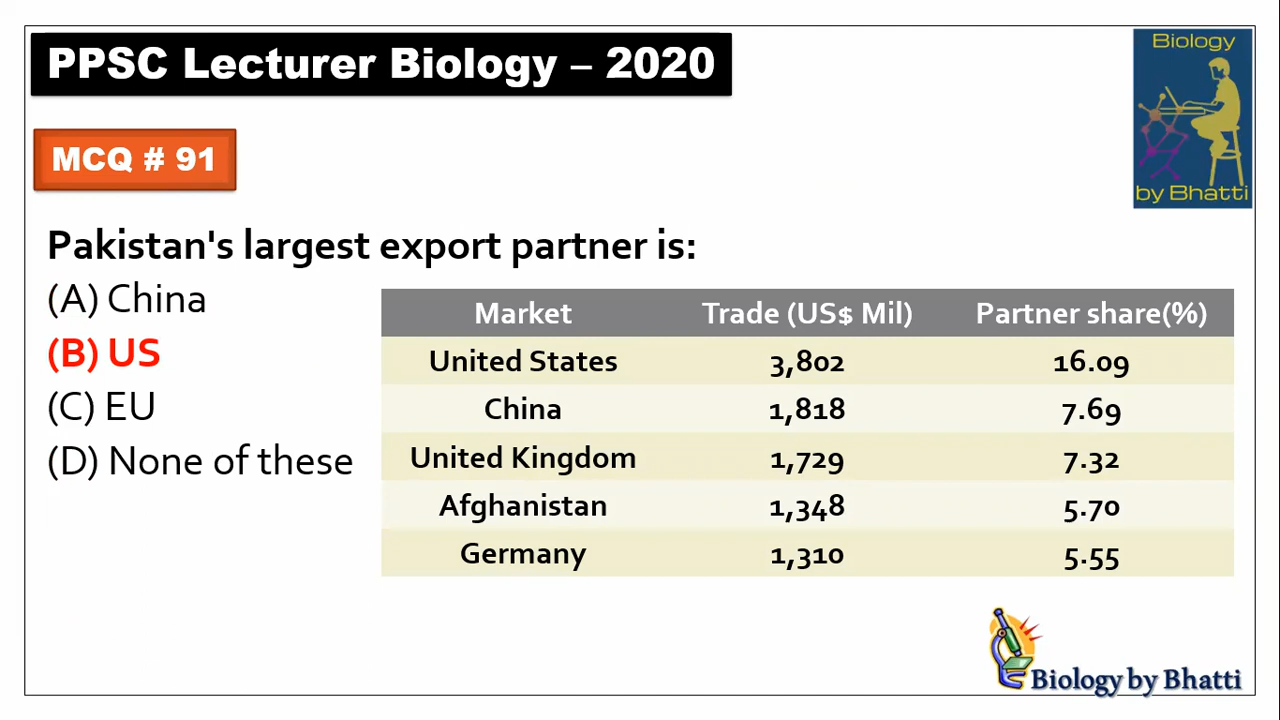 PPSC Lecturer Biology – 2020
Biology
by Bhatti
MCQ # 91
Pakistan's largest export partner is:
(A) China
(B) US
(C) EU
(D) None of these
Market Trade (US$ Mil) Partner share(%)
United States 3,802 16.09
China 1,818 7.69
United Kingdom 1,729 7.32
Afghanistan 1,348 5.70
Germany 1,310 5.55
Biology by Bhatti